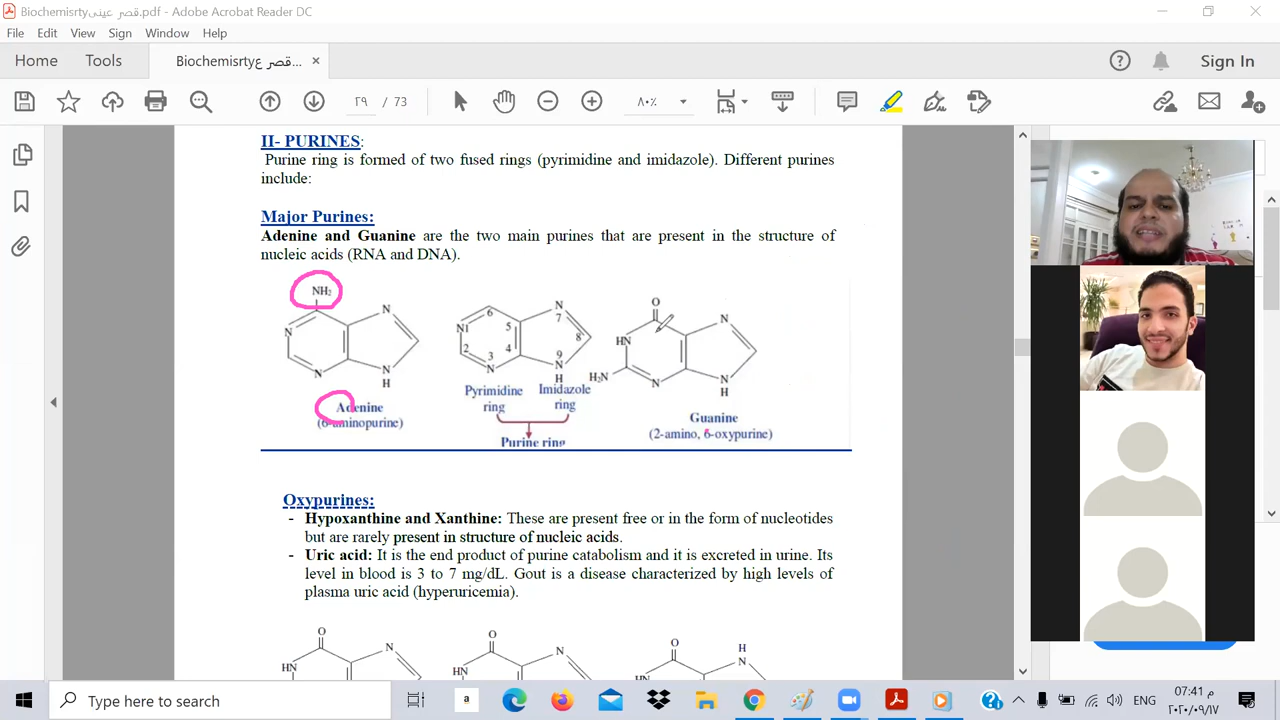 Biochemisrtyقصر عينى.pdf - Adobe Acrobat Reader DC
File Edit View Sign Window Help
Home Tools Biochemisrtyقصر ع... × Sign In
٢٩ / 73 ٨٠٪
II- PURINES:
Purine ring is formed of two fused rings (pyrimidine and imidazole). Different purines
include:
Major Purines:
Adenine and Guanine are the two main purines that are present in the structure of
nucleic acids (RNA and DNA).
NH₂
N
N
N
N
H
Adenine
(6-aminopurine)
6
N1
5
2
3
4
N
N
7
8
9
N
H
Pyrimidine
ring
Imidazole
ring
Purine ring
O
HN
H₂N
N
N
N
H
Guanine
(2-amino, 6-oxypurine)
Oxypurines:
- Hypoxanthine and Xanthine: These are present free or in the form of nucleotides
but are rarely present in structure of nucleic acids.
- Uric acid: It is the end product of purine catabolism and it is excreted in urine. Its
level in blood is 3 to 7 mg/dL. Gout is a disease characterized by high levels of
plasma uric acid (hyperuricemia).
O
HN
N
O
HN
N
O
HN
H
N
Type here to search
a
ENG
07:41 م
٢٠٢٠/٠٩/١٧